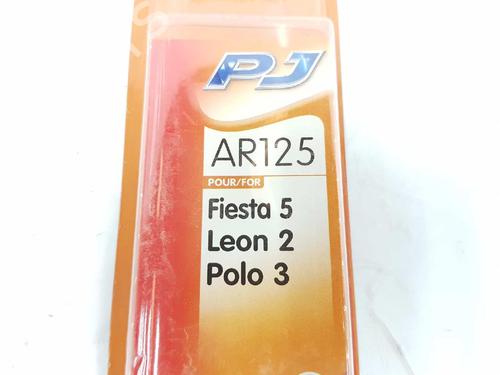 PJ
AR125
POUR/FOR
Fiesta 5
Leon 2
Polo 3